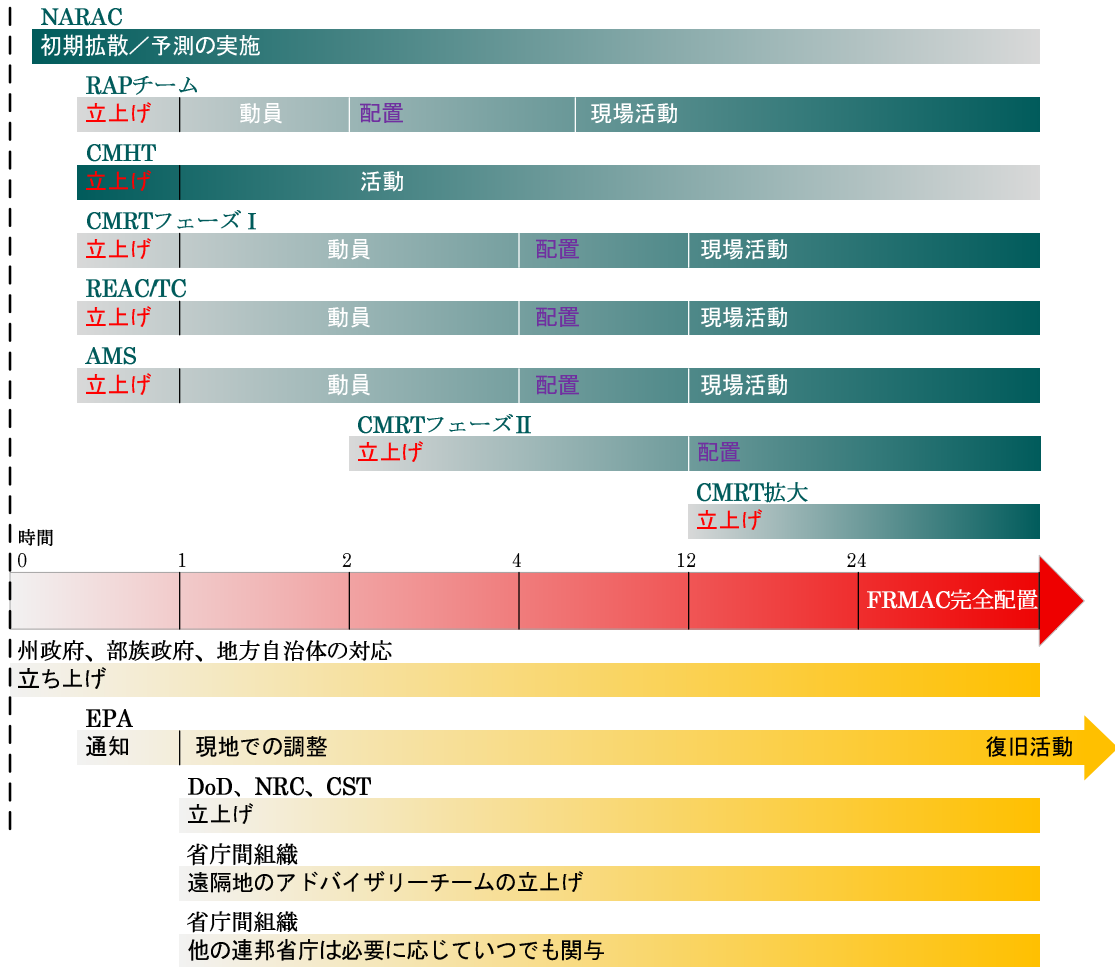 NARAC
初期拡散／予測の実施
RAPチーム
立上げ 動員 配置 現場活動
CMHT
立上げ 活動
CMRTフェーズⅠ
立上げ 動員 配置 現場活動
REAC/TC
立上げ 動員 配置 現場活動
AMS
立上げ 動員 配置 現場活動
CMRTフェーズⅡ
立上げ 配置
CMRT拡大
立上げ
時間
0 1 2 4 12 24
FRMAC完全配置
州政府、部族政府、地方自治体の対応
立ち上げ
EPA
通知 現地での調整 復旧活動
DoD、NRC、CST
立上げ
省庁間組織
遠隔地のアドバイザリーチームの立上げ
省庁間組織
他の連邦省庁は必要に応じていつでも関与